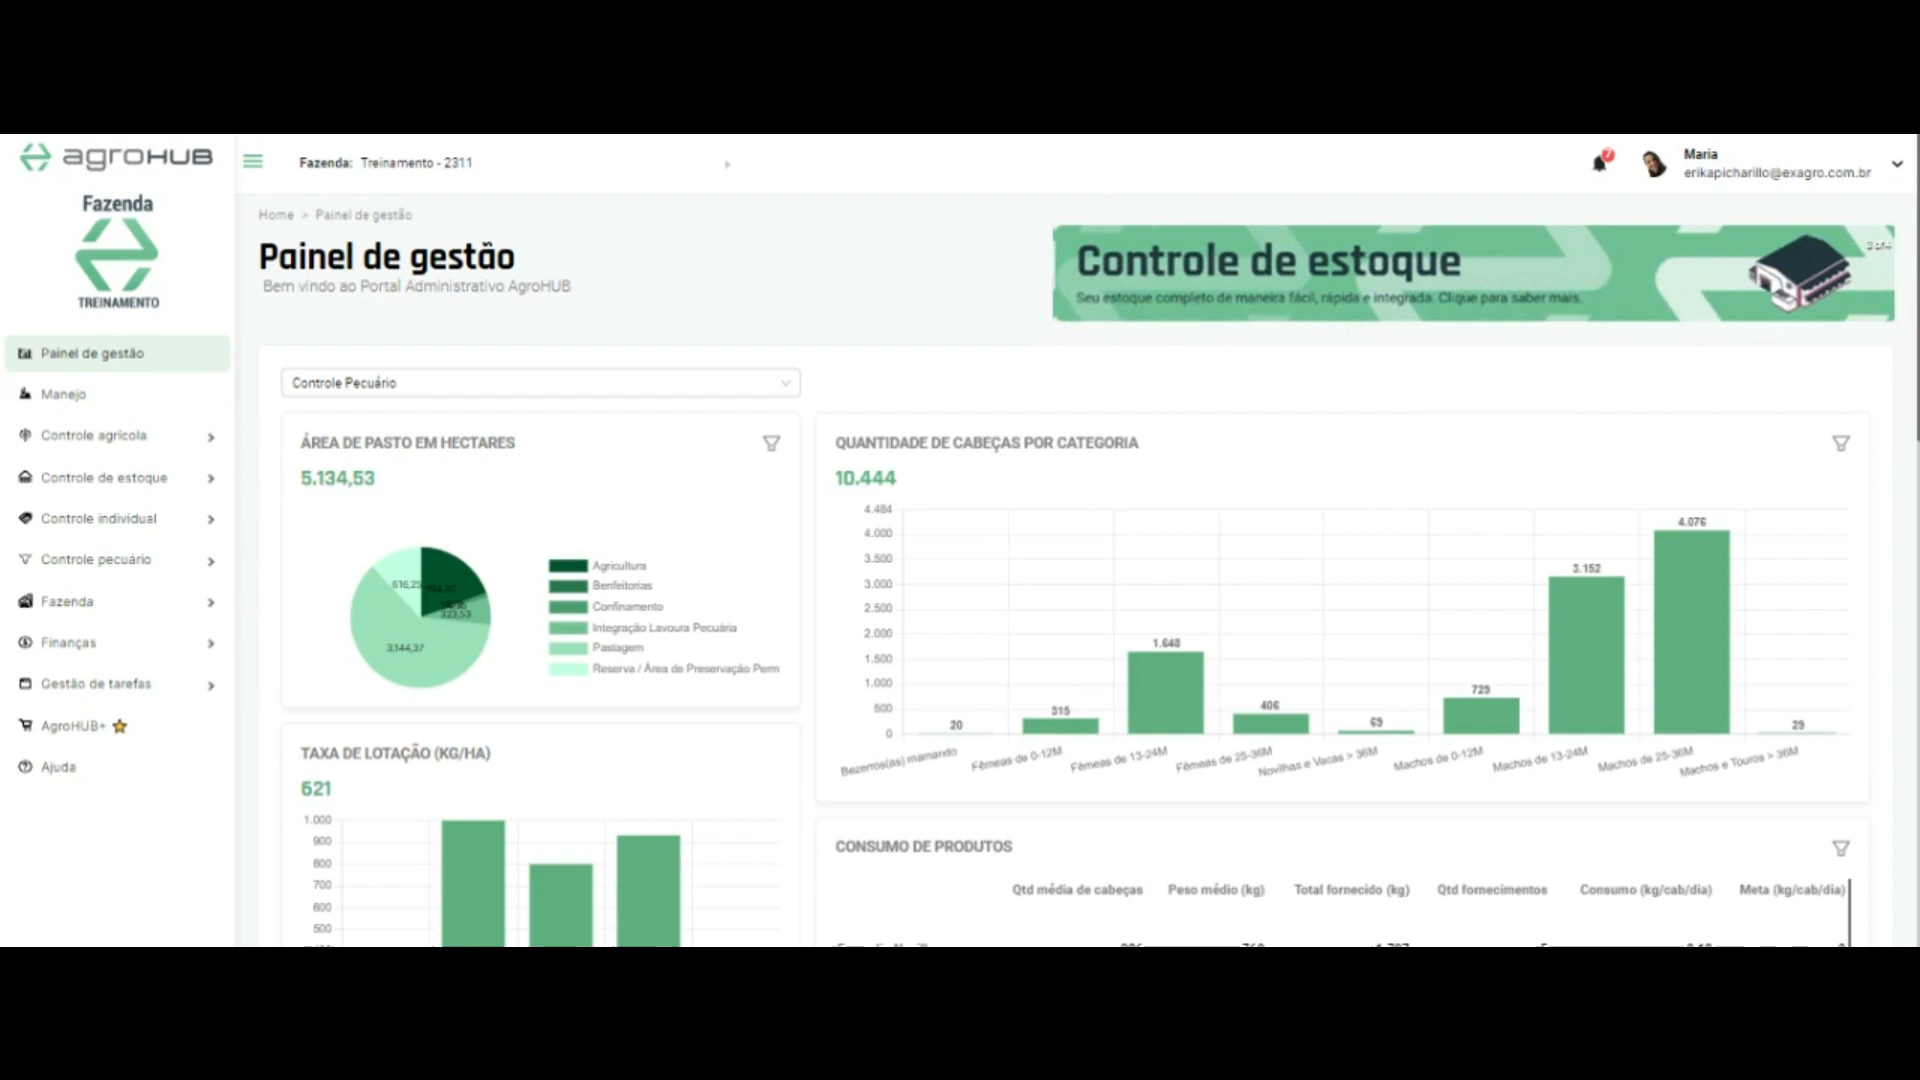 agroHUB
Fazenda: Treinamento - 2311
7
Maria
erikapicharillo@exagro.com.br
Fazenda
TREINAMENTO
Home > Painel de gestão
Painel de gestão
Bem vindo ao Portal Administrativo AgroHUB
Controle de estoque
Seu estoque completo de maneira fácil, rápida e integrada. Clique para saber mais.
Painel de gestão
Manejo
Controle agrícola
Controle de estoque
Controle individual
Controle pecuário
Fazenda
Finanças
Gestão de tarefas
AgroHUB+
Ajuda
Controle Pecuário
ÁREA DE PASTO EM HECTARES
5.134,53
616,25
323,53
3.144,37
Agricultura
Benfeitorias
Confinamento
Integração Lavoura Pecuária
Pastagem
Reserva / Área de Preservação Perm
QUANTIDADE DE CABEÇAS POR CATEGORIA
10.444
4.484
4.000
3.500
3.000
2.500
2.000
1.500
1.000
500
0
20
315
1.648
406
69
729
3.152
4.076
29
Bezerros(as) mamando
Fêmeas de 0-12M
Fêmeas de 13-24M
Fêmeas de 25-36M
Novilhas e Vacas > 36M
Machos de 0-12M
Machos de 13-24M
Machos de 25-36M
Machos e Touros > 36M
TAXA DE LOTAÇÃO (KG/HA)
621
1.000
900
800
700
600
500
CONSUMO DE PRODUTOS
Qtd média de cabeças Peso médio (kg) Total fornecido (kg) Qtd fornecimentos Consumo (kg/cab/dia) Meta (kg/cab/dia)